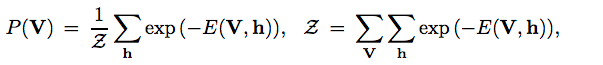 P(V) = 1/Z ∑_h exp (−E(V, h)), Z = ∑_V ∑_h exp (−E(V, h)),